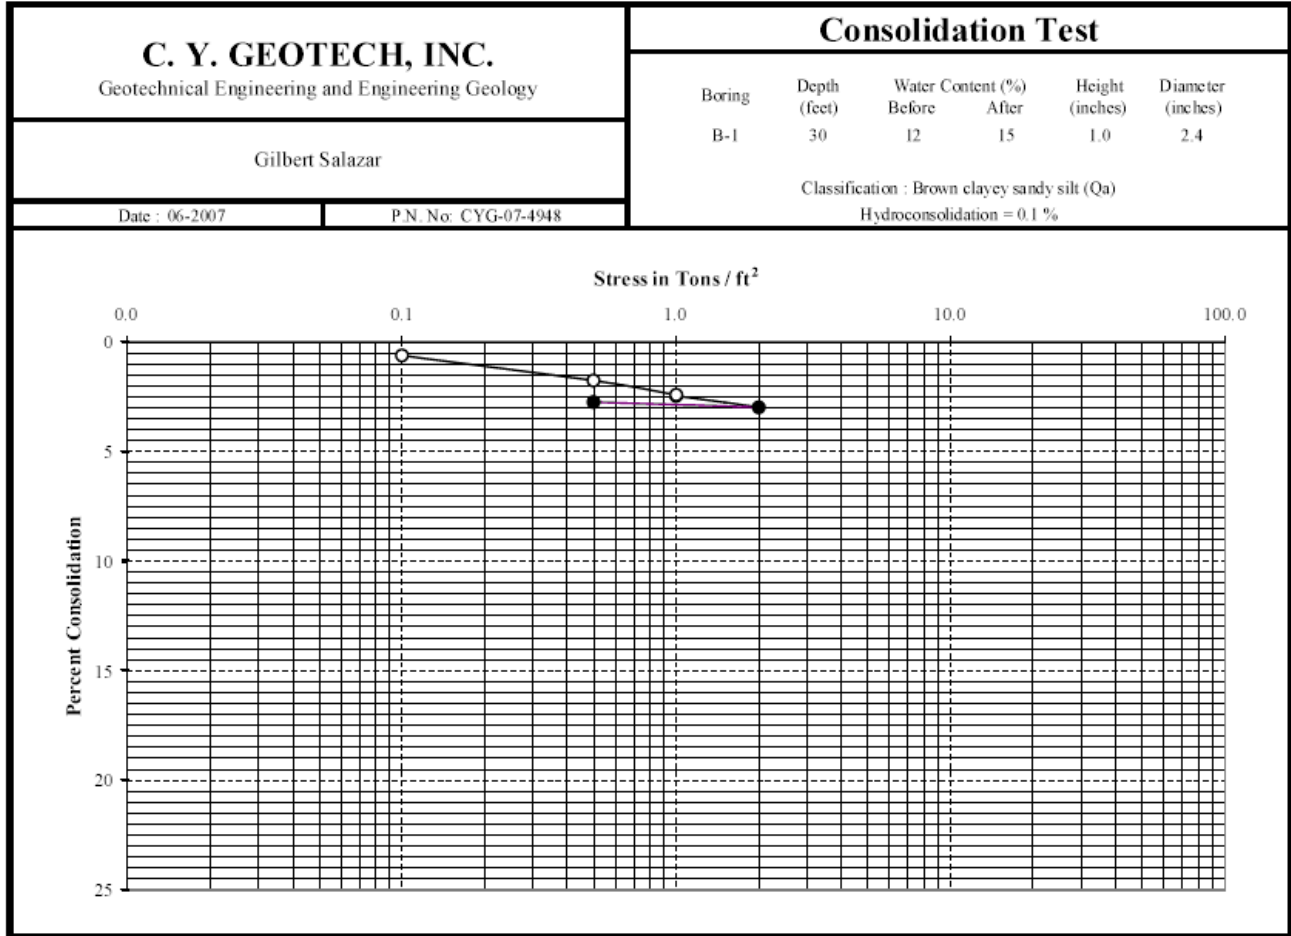 C. Y. GEOTECH, INC.
Geotechnical Engineering and Engineering Geology
Gilbert Salazar
Date : 06-2007
P.N. No: CYG-07-4948
Consolidation Test
Boring
Depth
(feet)
Water Content (%)
Before After
Height
(inches)
Diameter
(inches)
B-1 30 12 15 1.0 2.4
Classification : Brown clayey sandy silt (Qa)
Hydroconsolidation = 0.1 %
Stress in Tons / ft²
0.0 0.1 1.0 10.0 100.0
Percent Consolidation
0
5
10
15
20
25